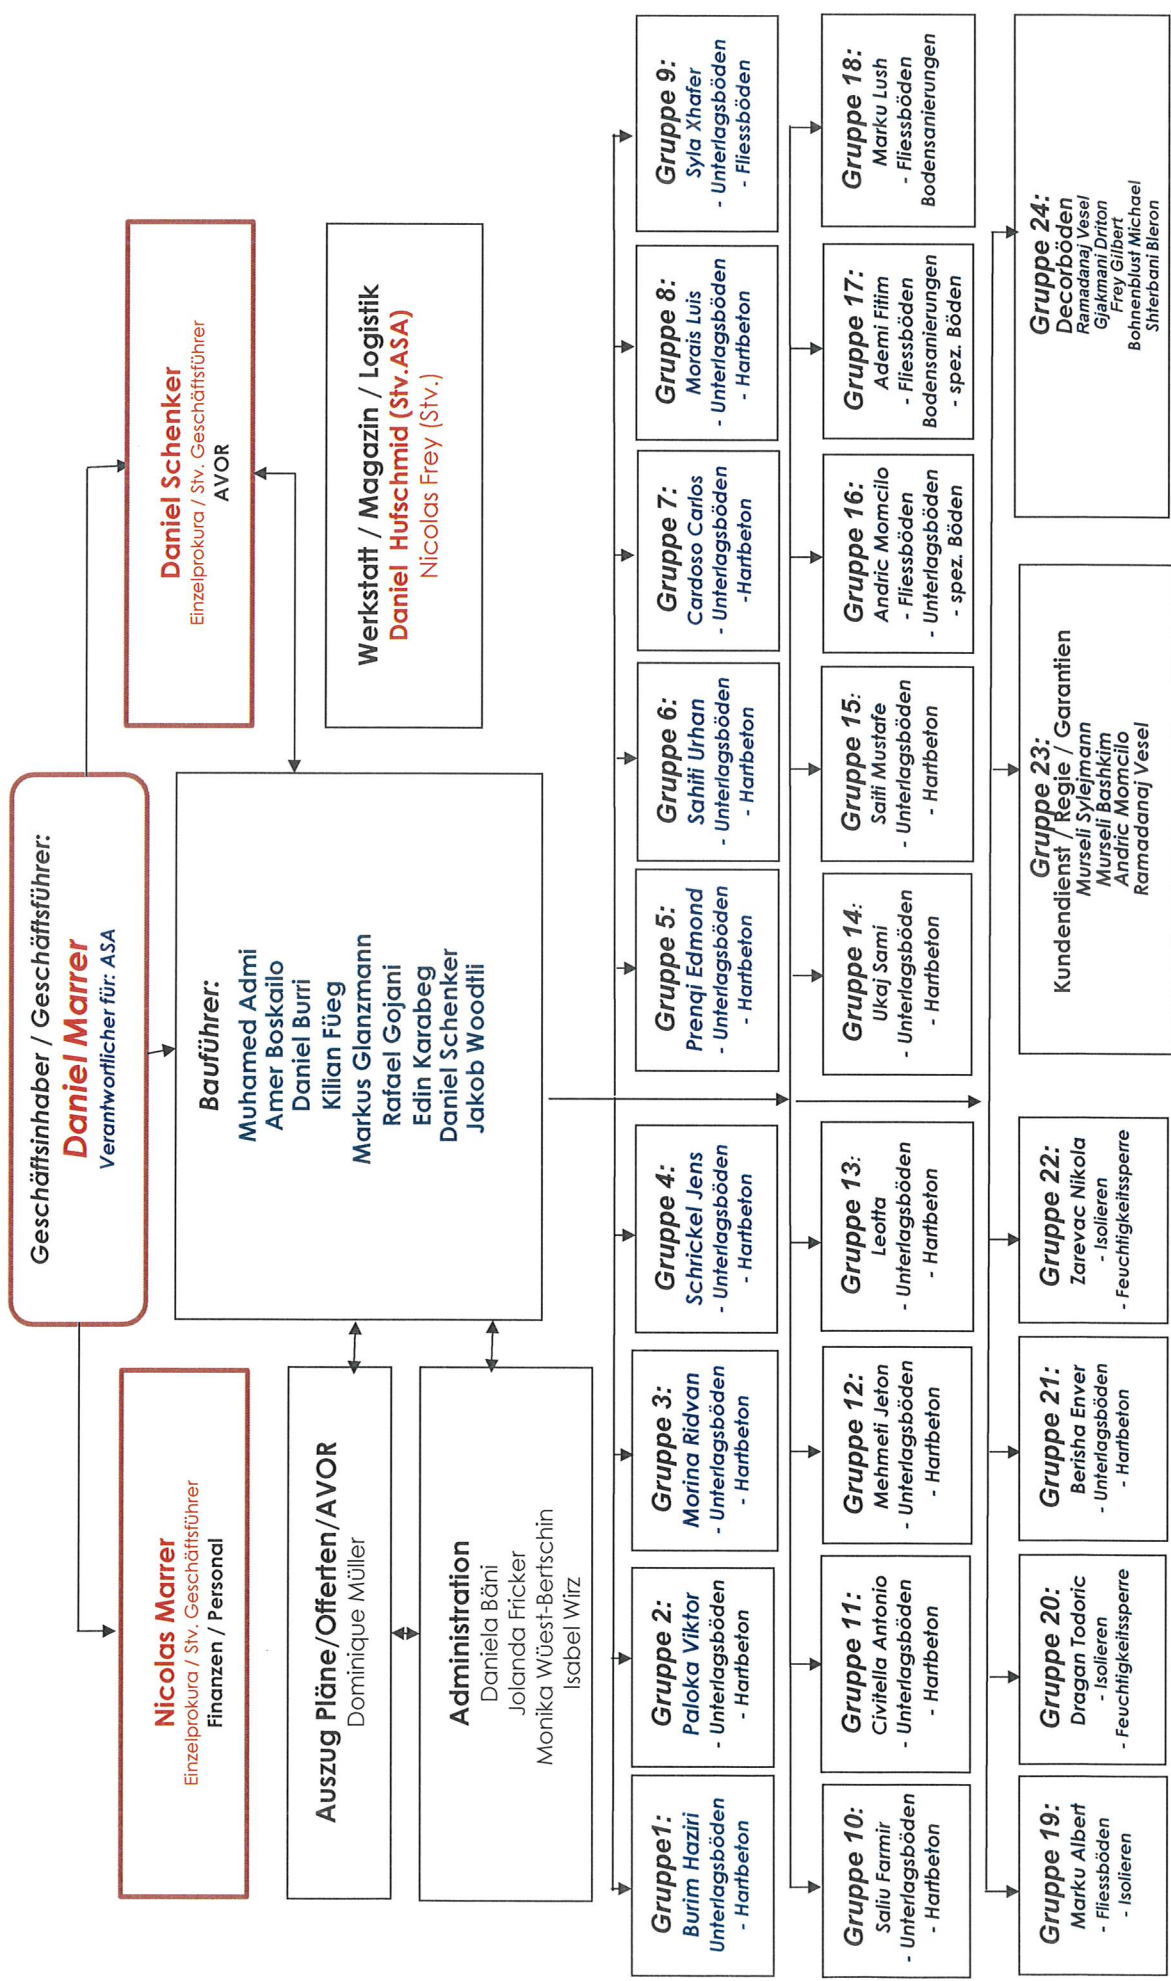 Geschäftsinhaber / Geschäftsführer:
Daniel Marrer
Verantwortlicher für: ASA
Nicolas Marrer
Einzelprokura / Stv. Geschäftsführer
Finanzen / Personal
Daniel Schenker
Einzelprokura / Stv. Geschäftsführer
AVOR
Auszug Pläne/Offerten/AVOR
Dominique Müller
Bauführer:
Muhamed Admi
Amer Boskailo
Daniel Burri
Kilian Füeg
Markus Glanzmann
Rafael Gojani
Edin Karabeg
Daniel Schenker
Jakob Woodtli
Werkstatt / Magazin / Logistik
Daniel Hufschmid (Stv.ASA)
Nicolas Frey (Stv.)
Administration
Daniela Bäni
Jolanda Fricker
Monika Wüest-Bertschin
Isabel Wirz
Gruppe1:
Burim Haziri
Unterlagsböden
- Hartbeton
Gruppe 2:
Paloka Viktor
- Unterlagsböden
- Hartbeton
Gruppe 3:
Morina Ridvan
- Unterlagsböden
- Hartbeton
Gruppe 4:
Schrickel Jens
- Unterlagsböden
- Hartbeton
Gruppe 5:
Prenqi Edmond
- Unterlagsböden
- Hartbeton
Gruppe 6:
Sahiti Urhan
- Unterlagsböden
- Hartbeton
Gruppe 7:
Cardoso Carlos
- Unterlagsböden
-Hartbeton
Gruppe 8:
Morais Luis
- Unterlagsböden
- Hartbeton
Gruppe 9:
Syla Xhafer
- Unterlagsböden
- Fliessböden
Gruppe 10:
Saliu Farmir
- Unterlagsböden
- Hartbeton
Gruppe 11:
Civitella Antonio
- Unterlagsböden
- Hartbeton
Gruppe 12:
Mehmeti Jeton
- Unterlagsböden
- Hartbeton
Gruppe 13:
Leotta
- Unterlagsböden
- Hartbeton
Gruppe 14:
Ukaj Sami
- Unterlagsböden
- Hartbeton
Gruppe 15:
Saiti Mustafe
- Unterlagsböden
- Hartbeton
Gruppe 16:
Andric Momcilo
- Fliessböden
- Unterlagsböden
- spez. Böden
Gruppe 17:
Ademi Fitim
- Fliessböden
Bodensanierungen
- spez. Böden
Gruppe 18:
Marku Lush
- Fliessböden
Bodensanierungen
Gruppe 19:
Marku Albert
- Fliessböden
- Isolieren
Gruppe 20:
Dragan Todoric
- Isolieren
- Feuchtigkeitssperre
Gruppe 21:
Berisha Enver
- Unterlagsböden
- Hartbeton
Gruppe 22:
Zarevac Nikola
- Isolieren
- Feuchtigkeitssperre
Gruppe 23:
Kundendienst / Regie / Garantien
Murseli Sylejmann
Murseli Bashkim
Andric Momcilo
Ramadanaj Vesel
Gruppe 24:
Decorböden
Ramadanaj Vesel
Gjakmani Driton
Frey Gilbert
Bohnenblust Michael
Shterbani Bleron